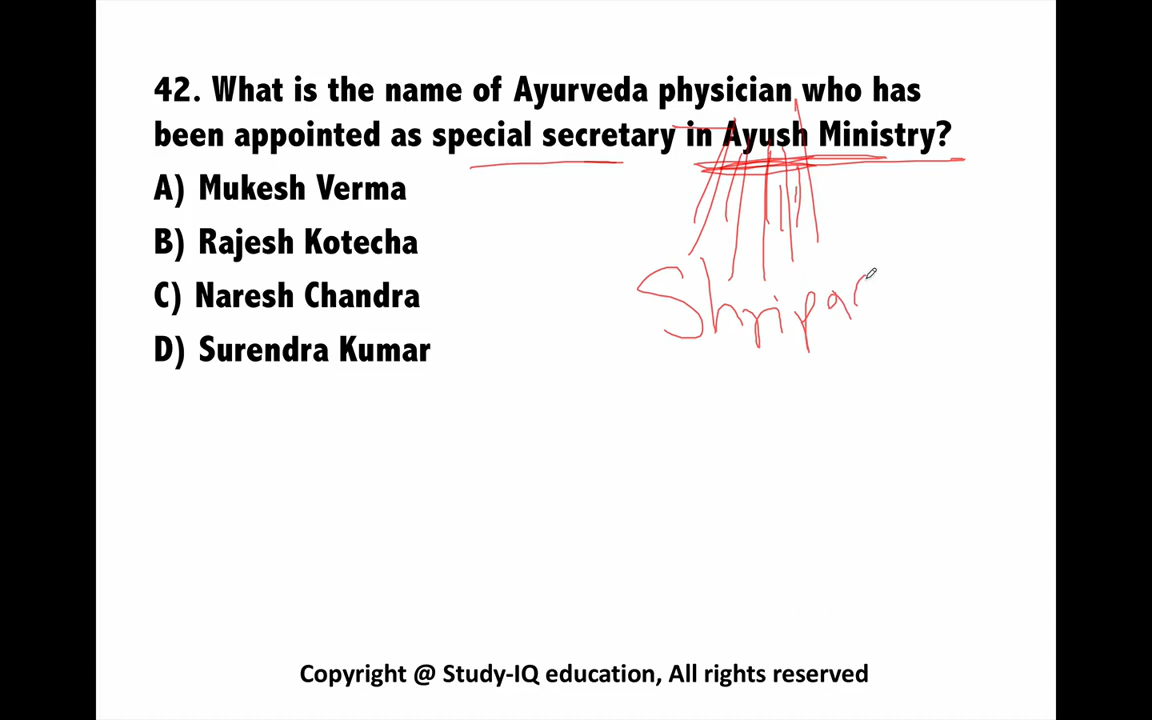 42. What is the name of Ayurveda physician who has
been appointed as special secretary in Ayush Ministry?
A) Mukesh Verma
B) Rajesh Kotecha
C) Naresh Chandra
D) Surendra Kumar
Shripar
Copyright @ Study-IQ education, All rights reserved